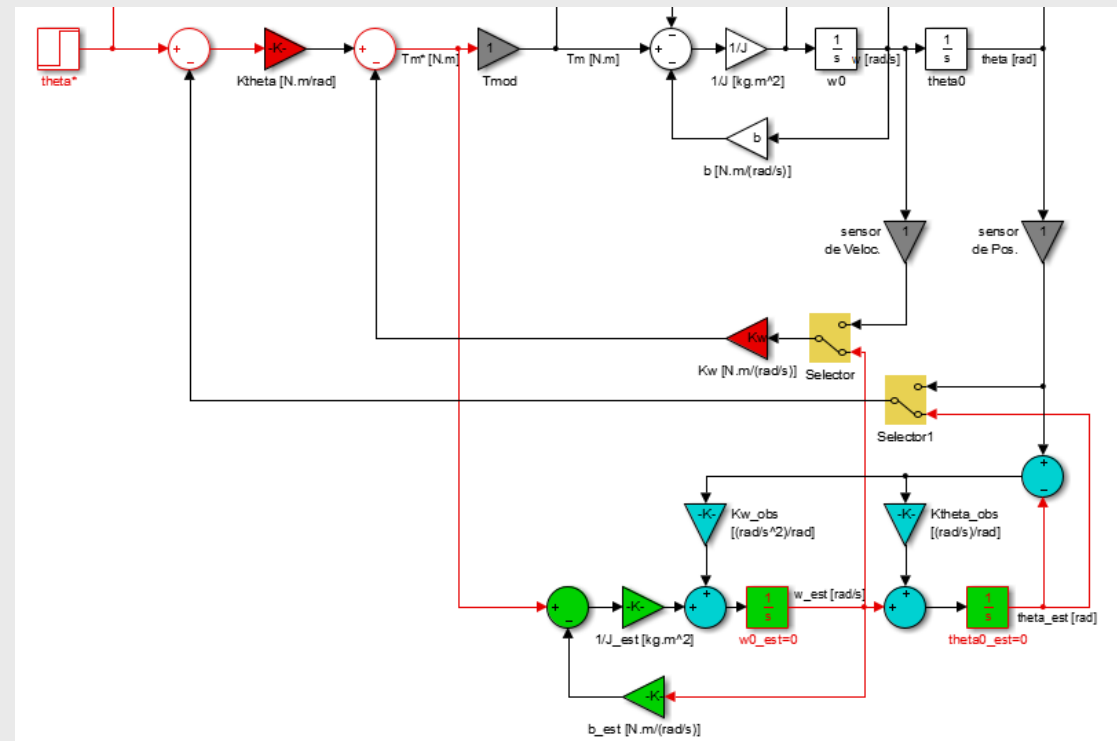 +
−
-K-
+
−
1
−
+
−
1/J
1
s
1
s
theta*
Ktheta [N.m/rad]
Tm* [N.m]
Tmod
Tm [N.m]
1/J [kg.m^2]
w0
w [rad/s]
theta0
theta [rad]
b
b [N.m/(rad/s)]
sensor
de Veloc.
1
sensor
de Pos.
1
Kw
Kw [N.m/(rad/s)]
Selector
Selector1
+
−
-K-
Kw_obs
[(rad/s^2)/rad]
-K-
Ktheta_obs
[(rad/s)/rad]
+
−
-K-
+
+
1
s
w_est [rad/s]
+
+
1
s
theta_est [rad]
1/J_est [kg.m^2]
w0_est=0
theta0_est=0
-K-
b_est [N.m/(rad/s)]